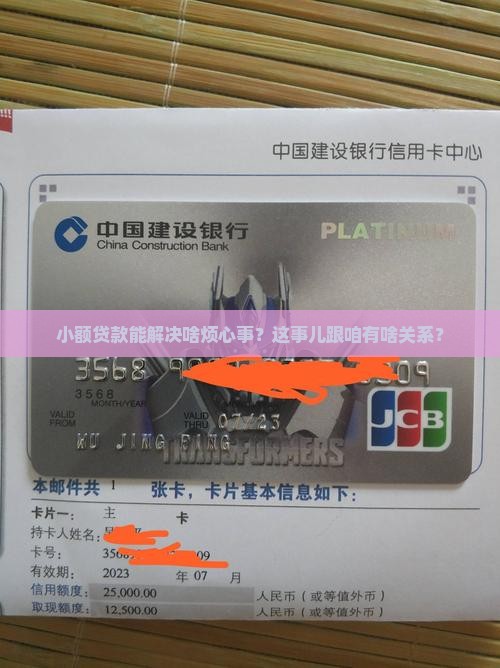 中国建设银行信用卡中心
中国建设银行
China Construction Bank
PLATINUM
小额贷款能解决啥烦心事？这事儿跟咱有啥关系？
3568 9
09
3568
MONTH/YEAR
VALID FROM
VALID THRU
07/23
WU JING PING
TRANSFORMERS
JCB
本邮件共 1 张卡，卡片基本信息如下：
卡片一： 主 卡
持卡人姓名：
卡号： 356 09
有效期： 2023 年 07 月
信用额度： 25,000.00 人民币（或等值外币）
取现额度： 12,500.00 人民币（或等值外币）